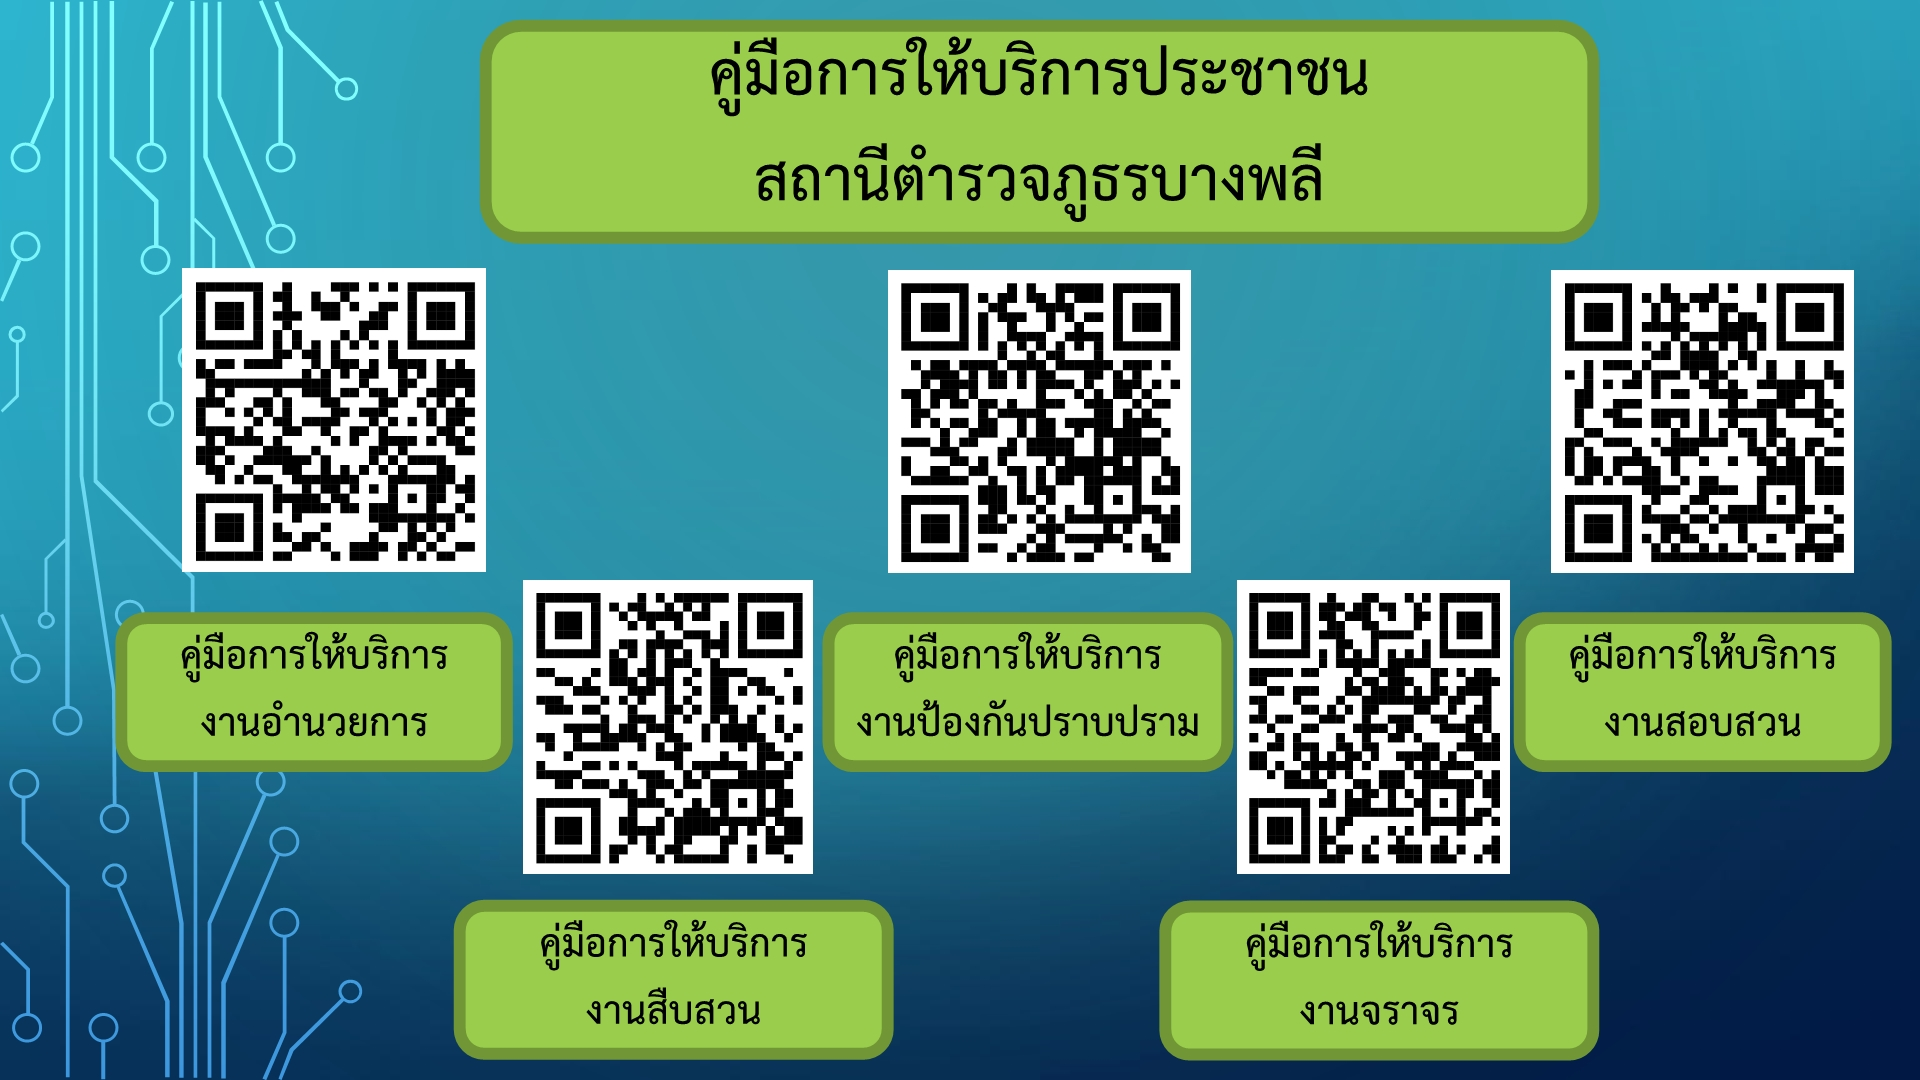 คู่มือการให้บริการประชาชน
สถานีตำรวจภูธรบางพลี
คู่มือการให้บริการ
งานอำนวยการ
คู่มือการให้บริการ
งานป้องกันปราบปราม
คู่มือการให้บริการ
งานสอบสวน
คู่มือการให้บริการ
งานสืบสวน
คู่มือการให้บริการ
งานจราจร